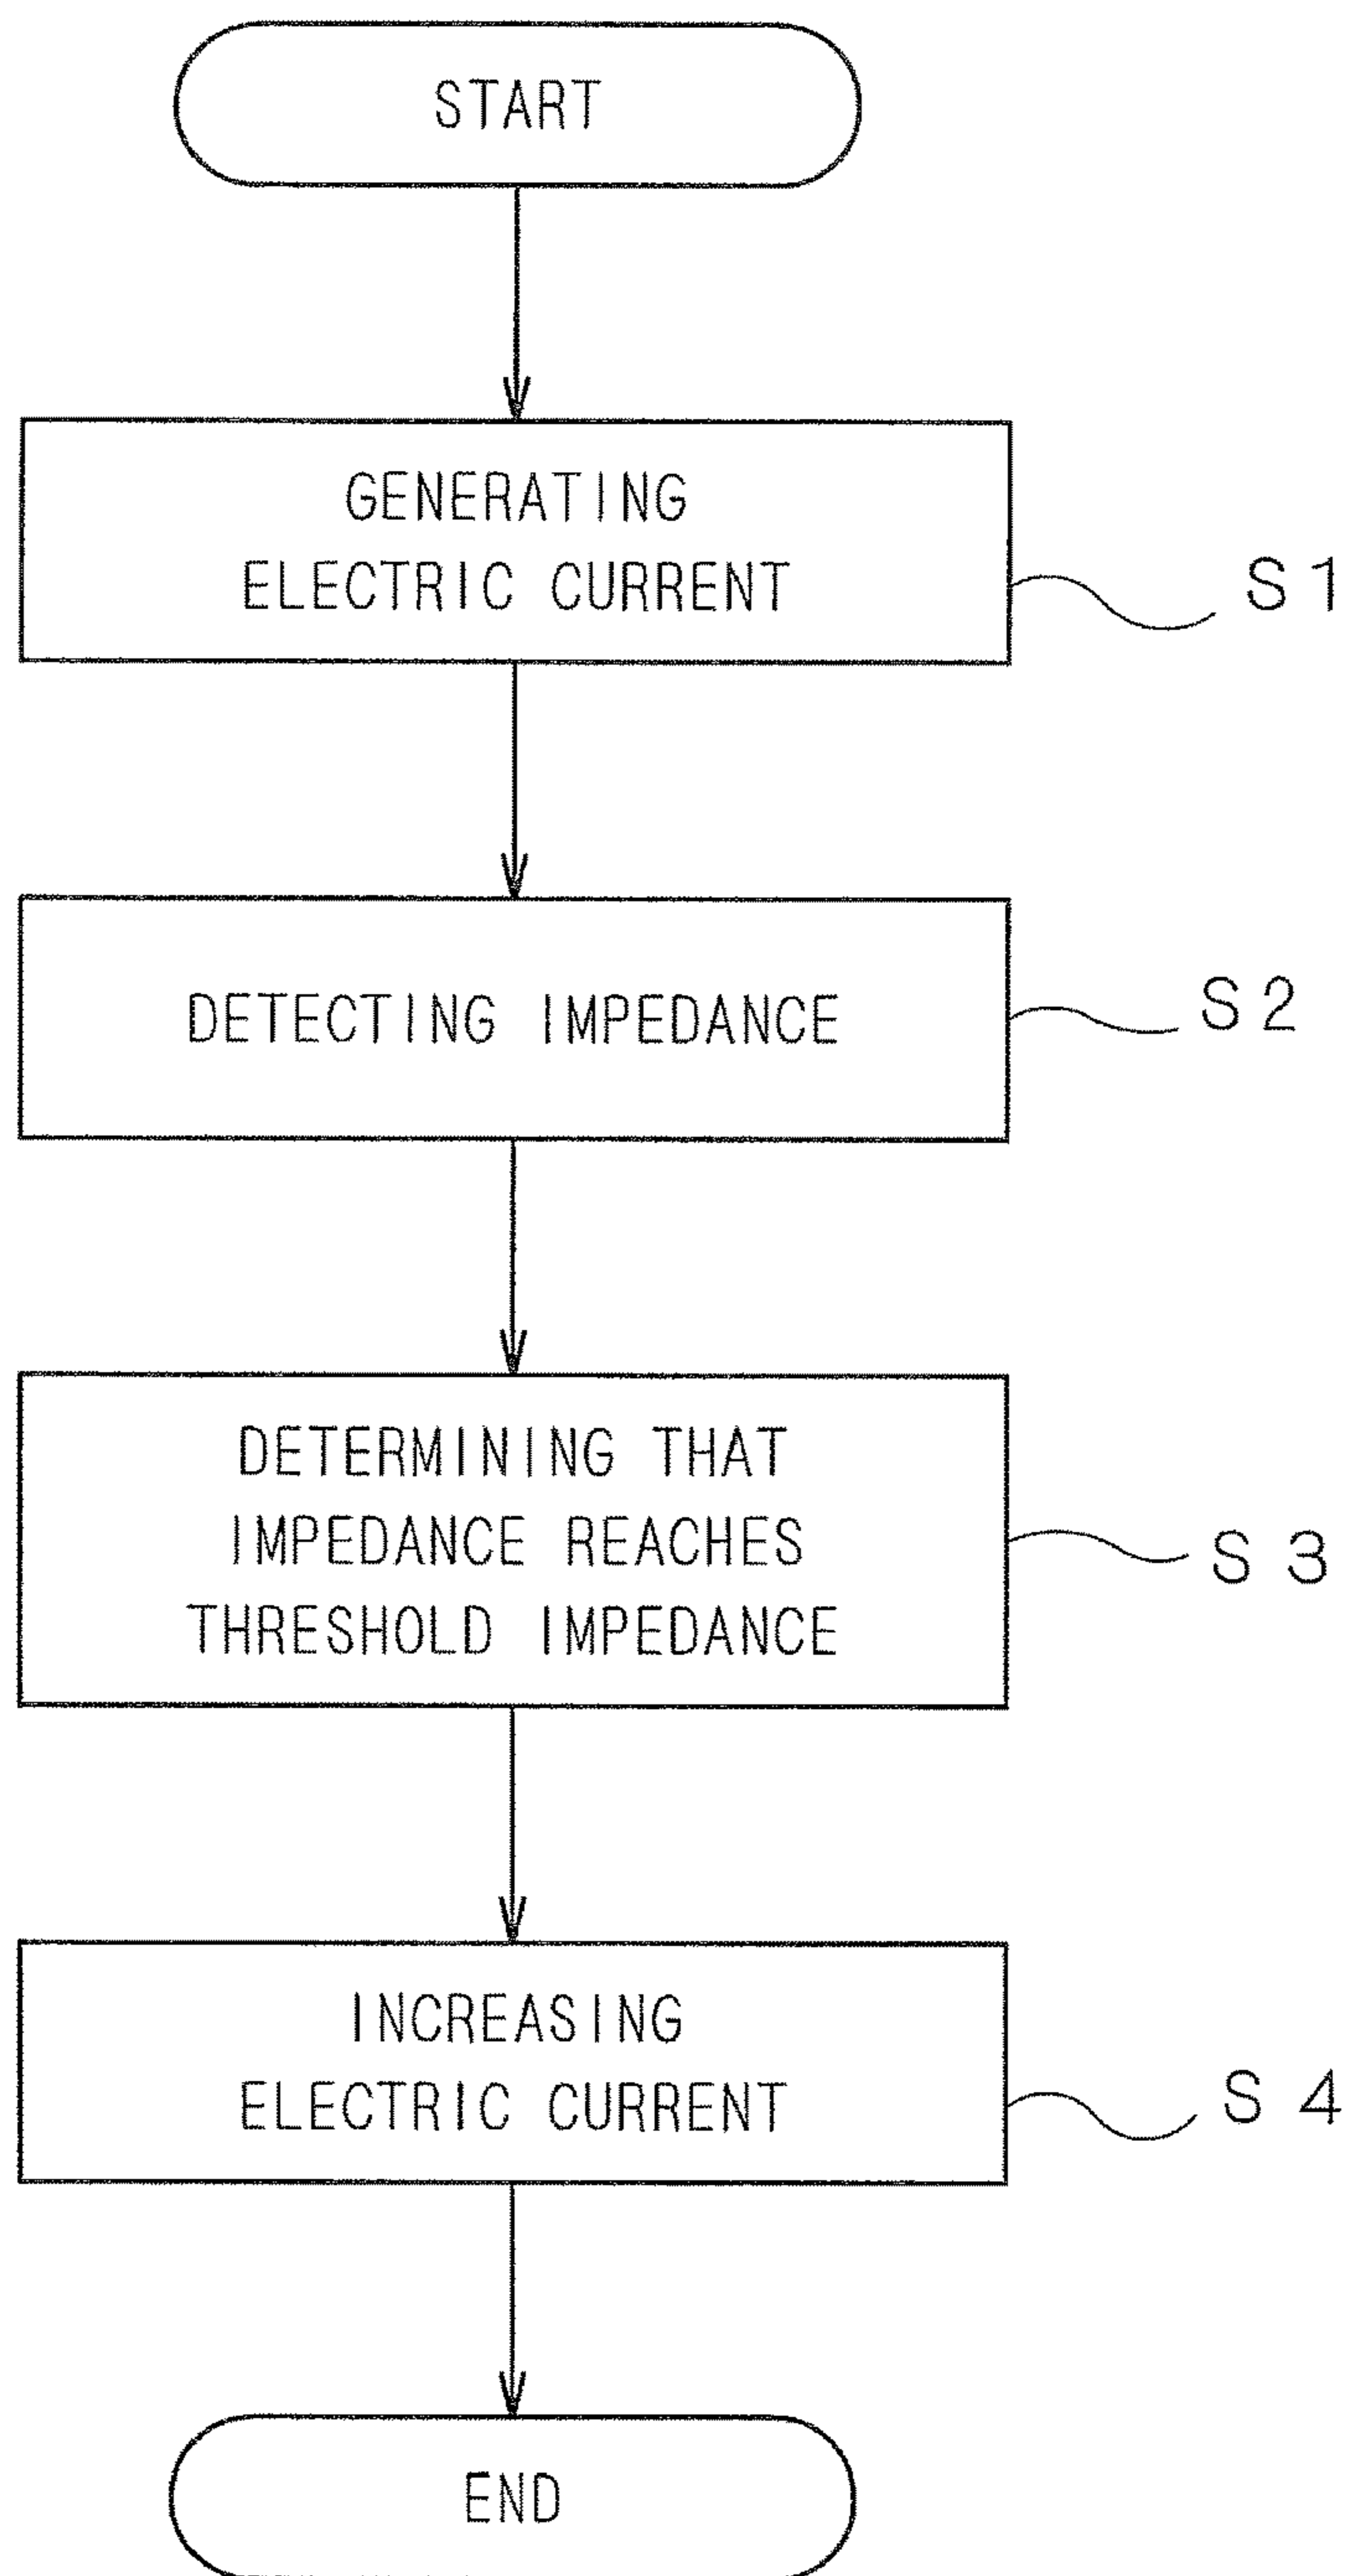 START
GENERATING
ELECTRIC CURRENT
S1
DETECTING IMPEDANCE
S2
DETERMINING THAT
IMPEDANCE REACHES
THRESHOLD IMPEDANCE
S3
INCREASING
ELECTRIC CURRENT
S4
END